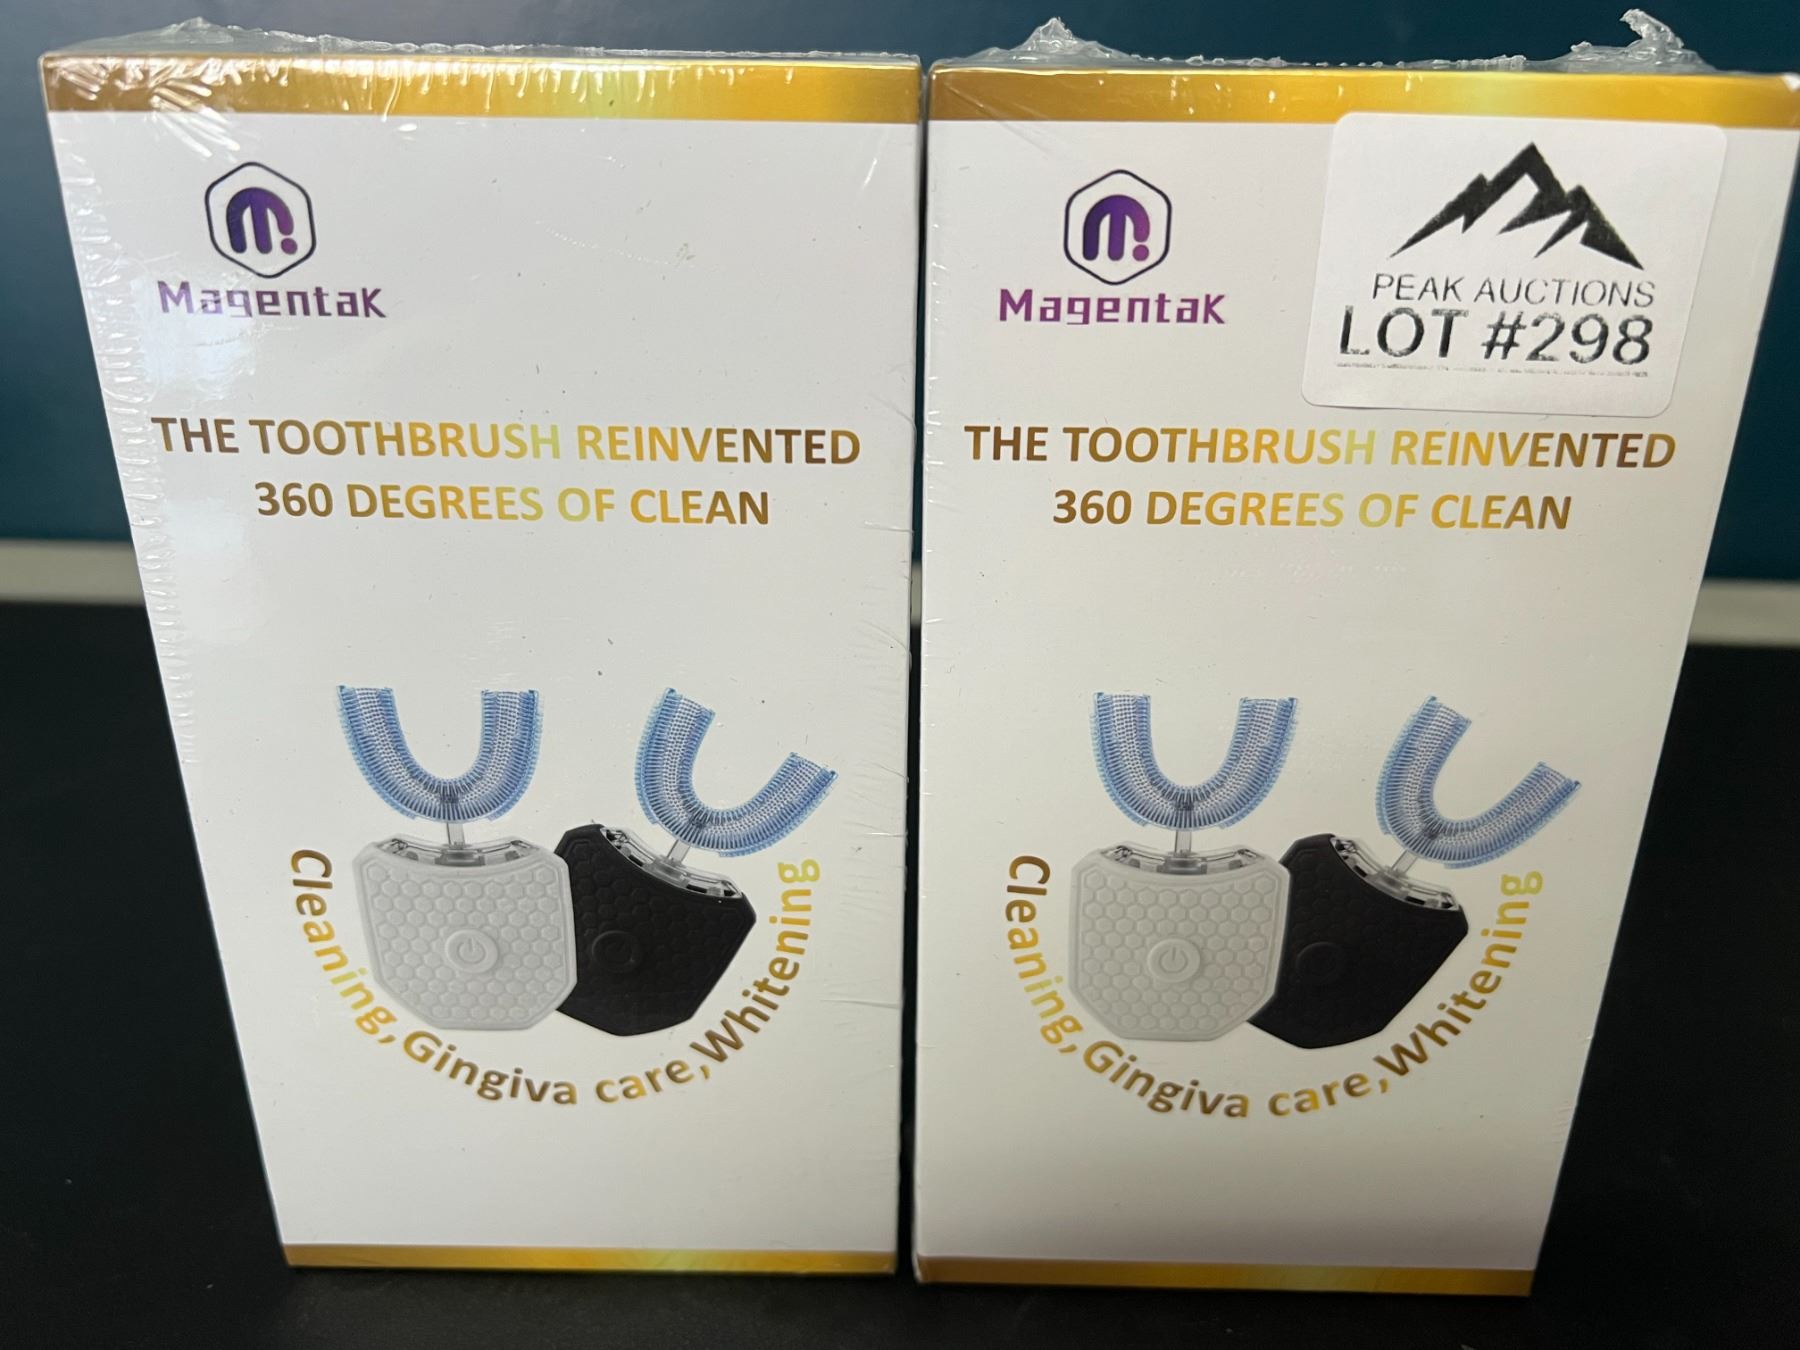 Magentak
THE TOOTHBRUSH REINVENTED
360 DEGREES OF CLEAN
Cleaning, Gingiva care, Whitening
Magentak
PEAK AUCTIONS
LOT #298
THE TOOTHBRUSH REINVENTED
360 DEGREES OF CLEAN
Cleaning, Gingiva care, Whitening